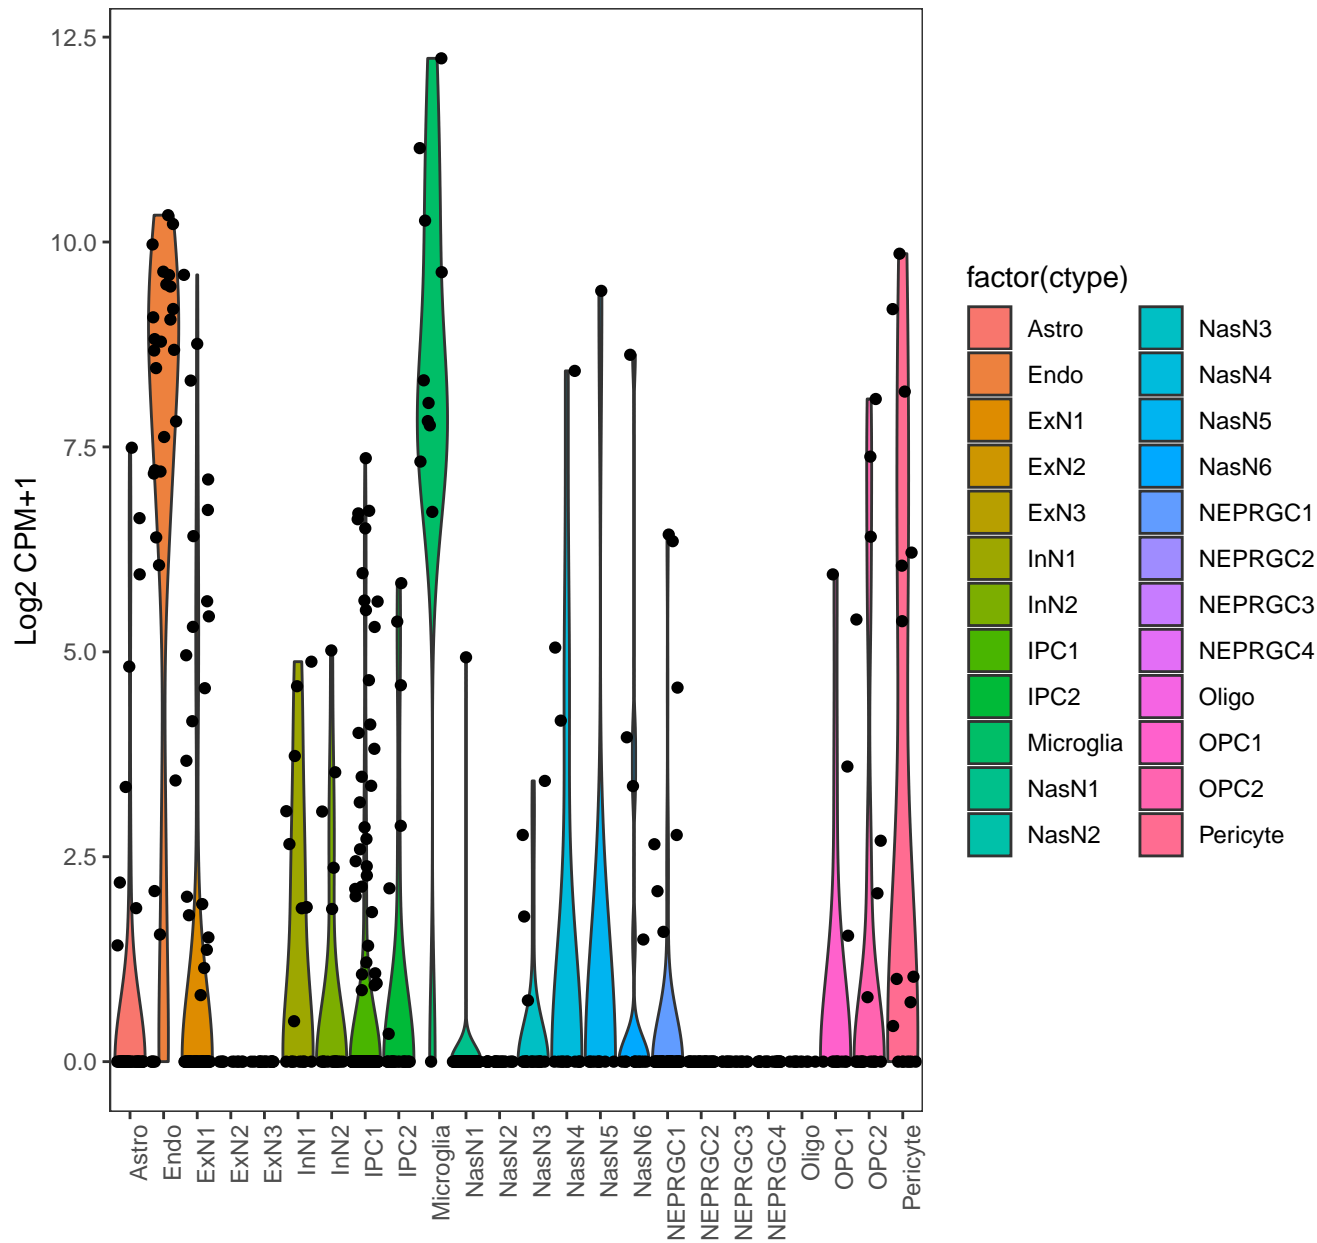 12.5
10.0
7.5
5.0
2.5
0.0
Log2 CPM+1
Astro
Endo
ExN1
ExN2
ExN3
InN1
InN2
IPC1
IPC2
Microglia
NasN1
NasN2
NasN3
NasN4
NasN5
NasN6
NEPRGC1
NEPRGC2
NEPRGC3
NEPRGC4
Oligo
OPC1
OPC2
Pericyte
factor(ctype)
Astro
Endo
ExN1
ExN2
ExN3
InN1
InN2
IPC1
IPC2
Microglia
NasN1
NasN2
NasN3
NasN4
NasN5
NasN6
NEPRGC1
NEPRGC2
NEPRGC3
NEPRGC4
Oligo
OPC1
OPC2
Pericyte